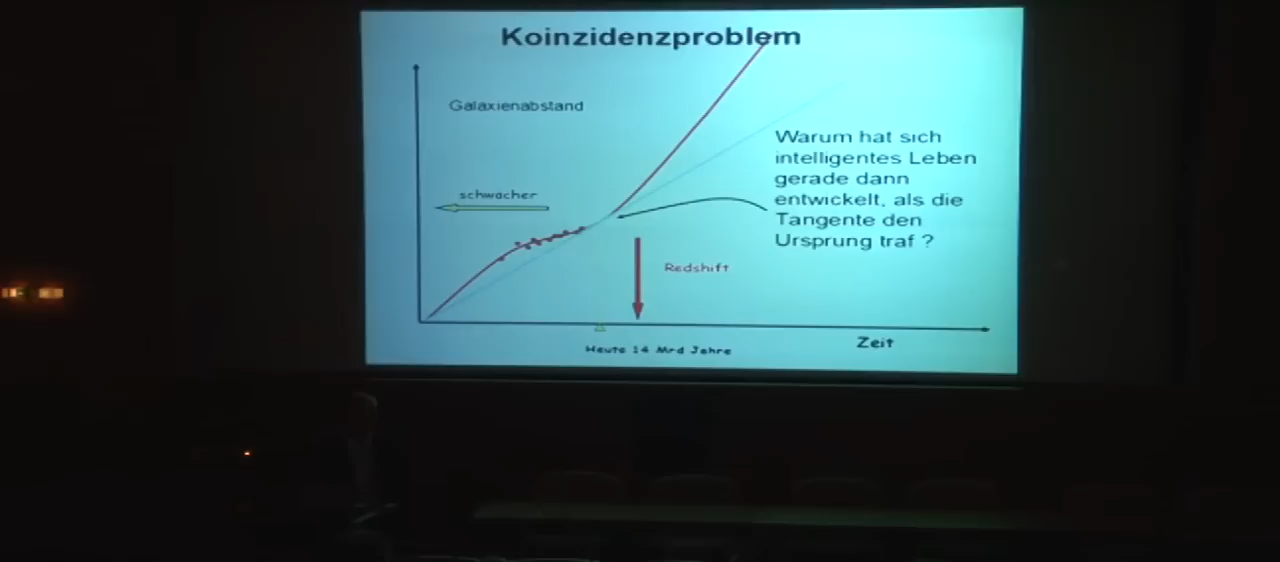 Koinzidenzproblem
Galaxienabstand
Warum hat sich
intelligentes Leben
gerade dann
entwickelt, als die
Tangente den
Ursprung traf ?
schwächer
Redshift
Heute 14 Mrd Jahre
Zeit